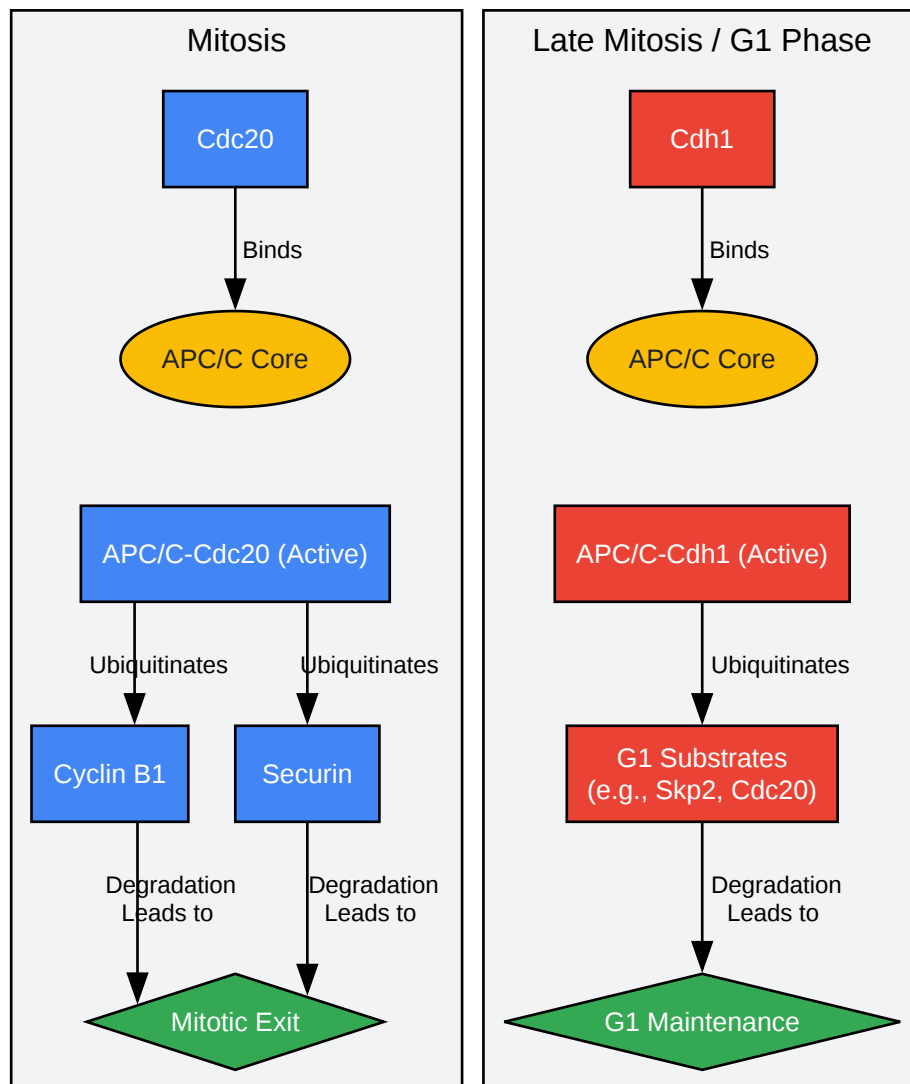 Mitosis
Cdc20
Binds
APC/C Core
APC/C-Cdc20 (Active)
Ubiquitinates
Ubiquitinates
Cyclin B1
Securin
Degradation
Leads to
Degradation
Leads to
Mitotic Exit
Late Mitosis / G1 Phase
Cdh1
Binds
APC/C Core
APC/C-Cdh1 (Active)
Ubiquitinates
G1 Substrates
(e.g., Skp2, Cdc20)
Degradation
Leads to
G1 Maintenance